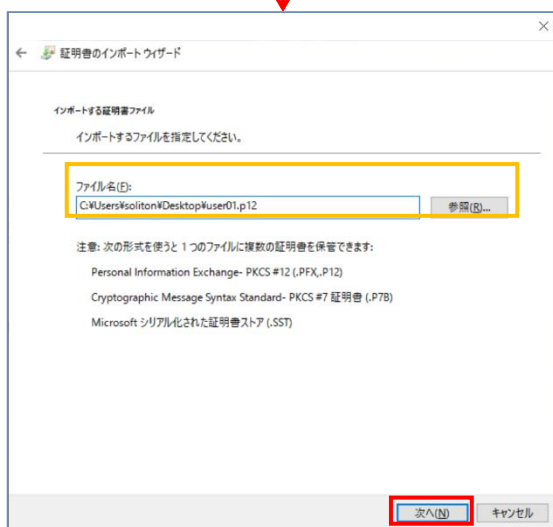 証明書のインポート ウィザード
インポートする証明書ファイル
インポートするファイルを指定してください。
ファイル名(F):
C:¥Users¥soliton¥Desktop¥user01.p12
参照(R)...
注意: 次の形式を使うと 1 つのファイルに複数の証明書を保管できます:
Personal Information Exchange- PKCS #12 (.PFX,.P12)
Cryptographic Message Syntax Standard- PKCS #7 証明書 (.P7B)
Microsoft シリアル化された証明書ストア (.SST)
次へ(N)
キャンセル